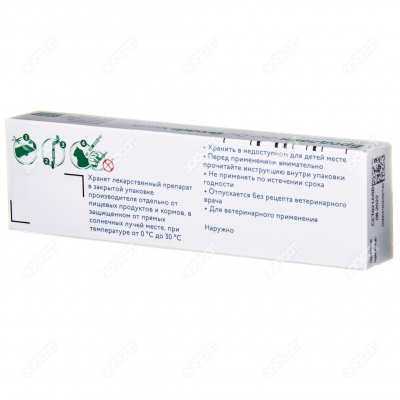 Хранят лекарственный препарат
в закрытой упаковке
производителя отдельно от
пищевых продуктов и кормов, в
защищенном от прямых
солнечных лучей месте, при
температуре от 0 °С до 30 °С
• Хранить в недоступном для детей месте
• Перед применением внимательно
прочитайте инструкцию внутри упаковки
• Не применять по истечении срока
годности
• Отпускается без рецепта ветеринарного
врача
• Для ветеринарного применения
Наружно